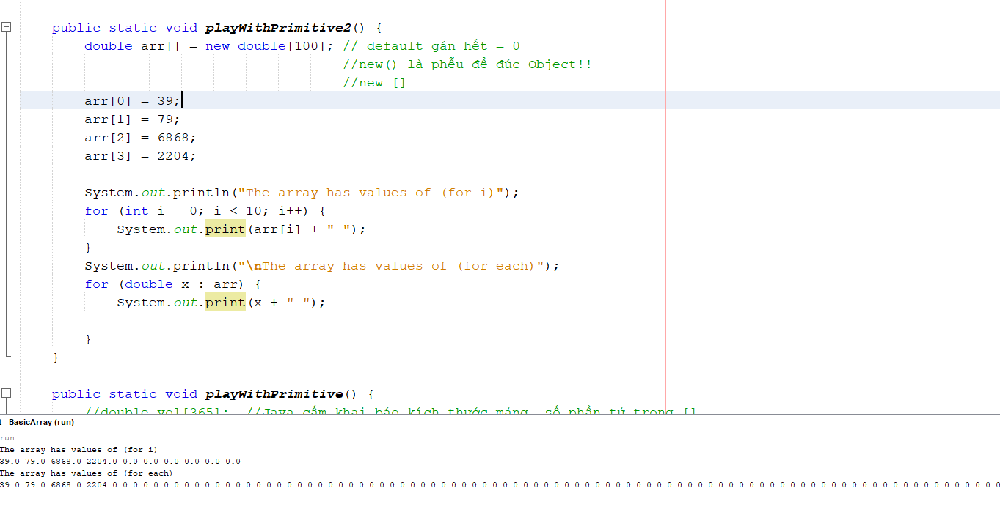 public static void playWithPrimitive2() {
double arr[] = new double[100]; // default gán hết = 0
//new() là phễu để đúc Object!!
//new []
arr[0] = 39;
arr[1] = 79;
arr[2] = 6868;
arr[3] = 2204;
System.out.println("The array has values of (for i)");
for (int i = 0; i < 10; i++) {
System.out.print(arr[i] + " ");
}
System.out.println("\nThe array has values of (for each)");
for (double x : arr) {
System.out.print(x + " ");
}
}
public static void playWithPrimitive() {
//double vol[365]; //Java cấm khai báo kích thước mảng, số phần tử trong []
t - BasicArray (run)
run:
The array has values of (for i)
39.0 79.0 6868.0 2204.0 0.0 0.0 0.0 0.0 0.0 0.0
The array has values of (for each)
39.0 79.0 6868.0 2204.0 0.0 0.0 0.0 0.0 0.0 0.0 0.0 0.0 0.0 0.0 0.0 0.0 0.0 0.0 0.0 0.0 0.0 0.0 0.0 0.0 0.0 0.0 0.0 0.0 0.0 0.0 0.0 0.0 0.0 0.0 0.0 0.0 0.0 0.0 0.0 0.0 0.0 0.0 0.0 0.0 0.0 0.0 0.0